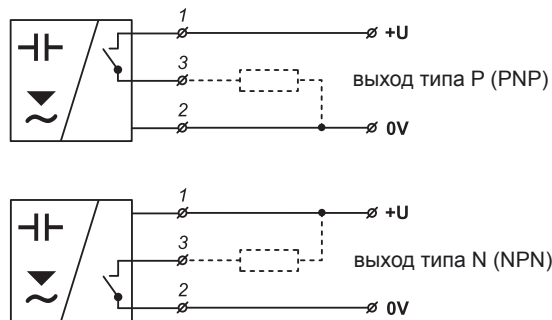 1
+U
3
выход типа P (PNP)
2
0V
1
+U
3
выход типа N (NPN)
2
0V